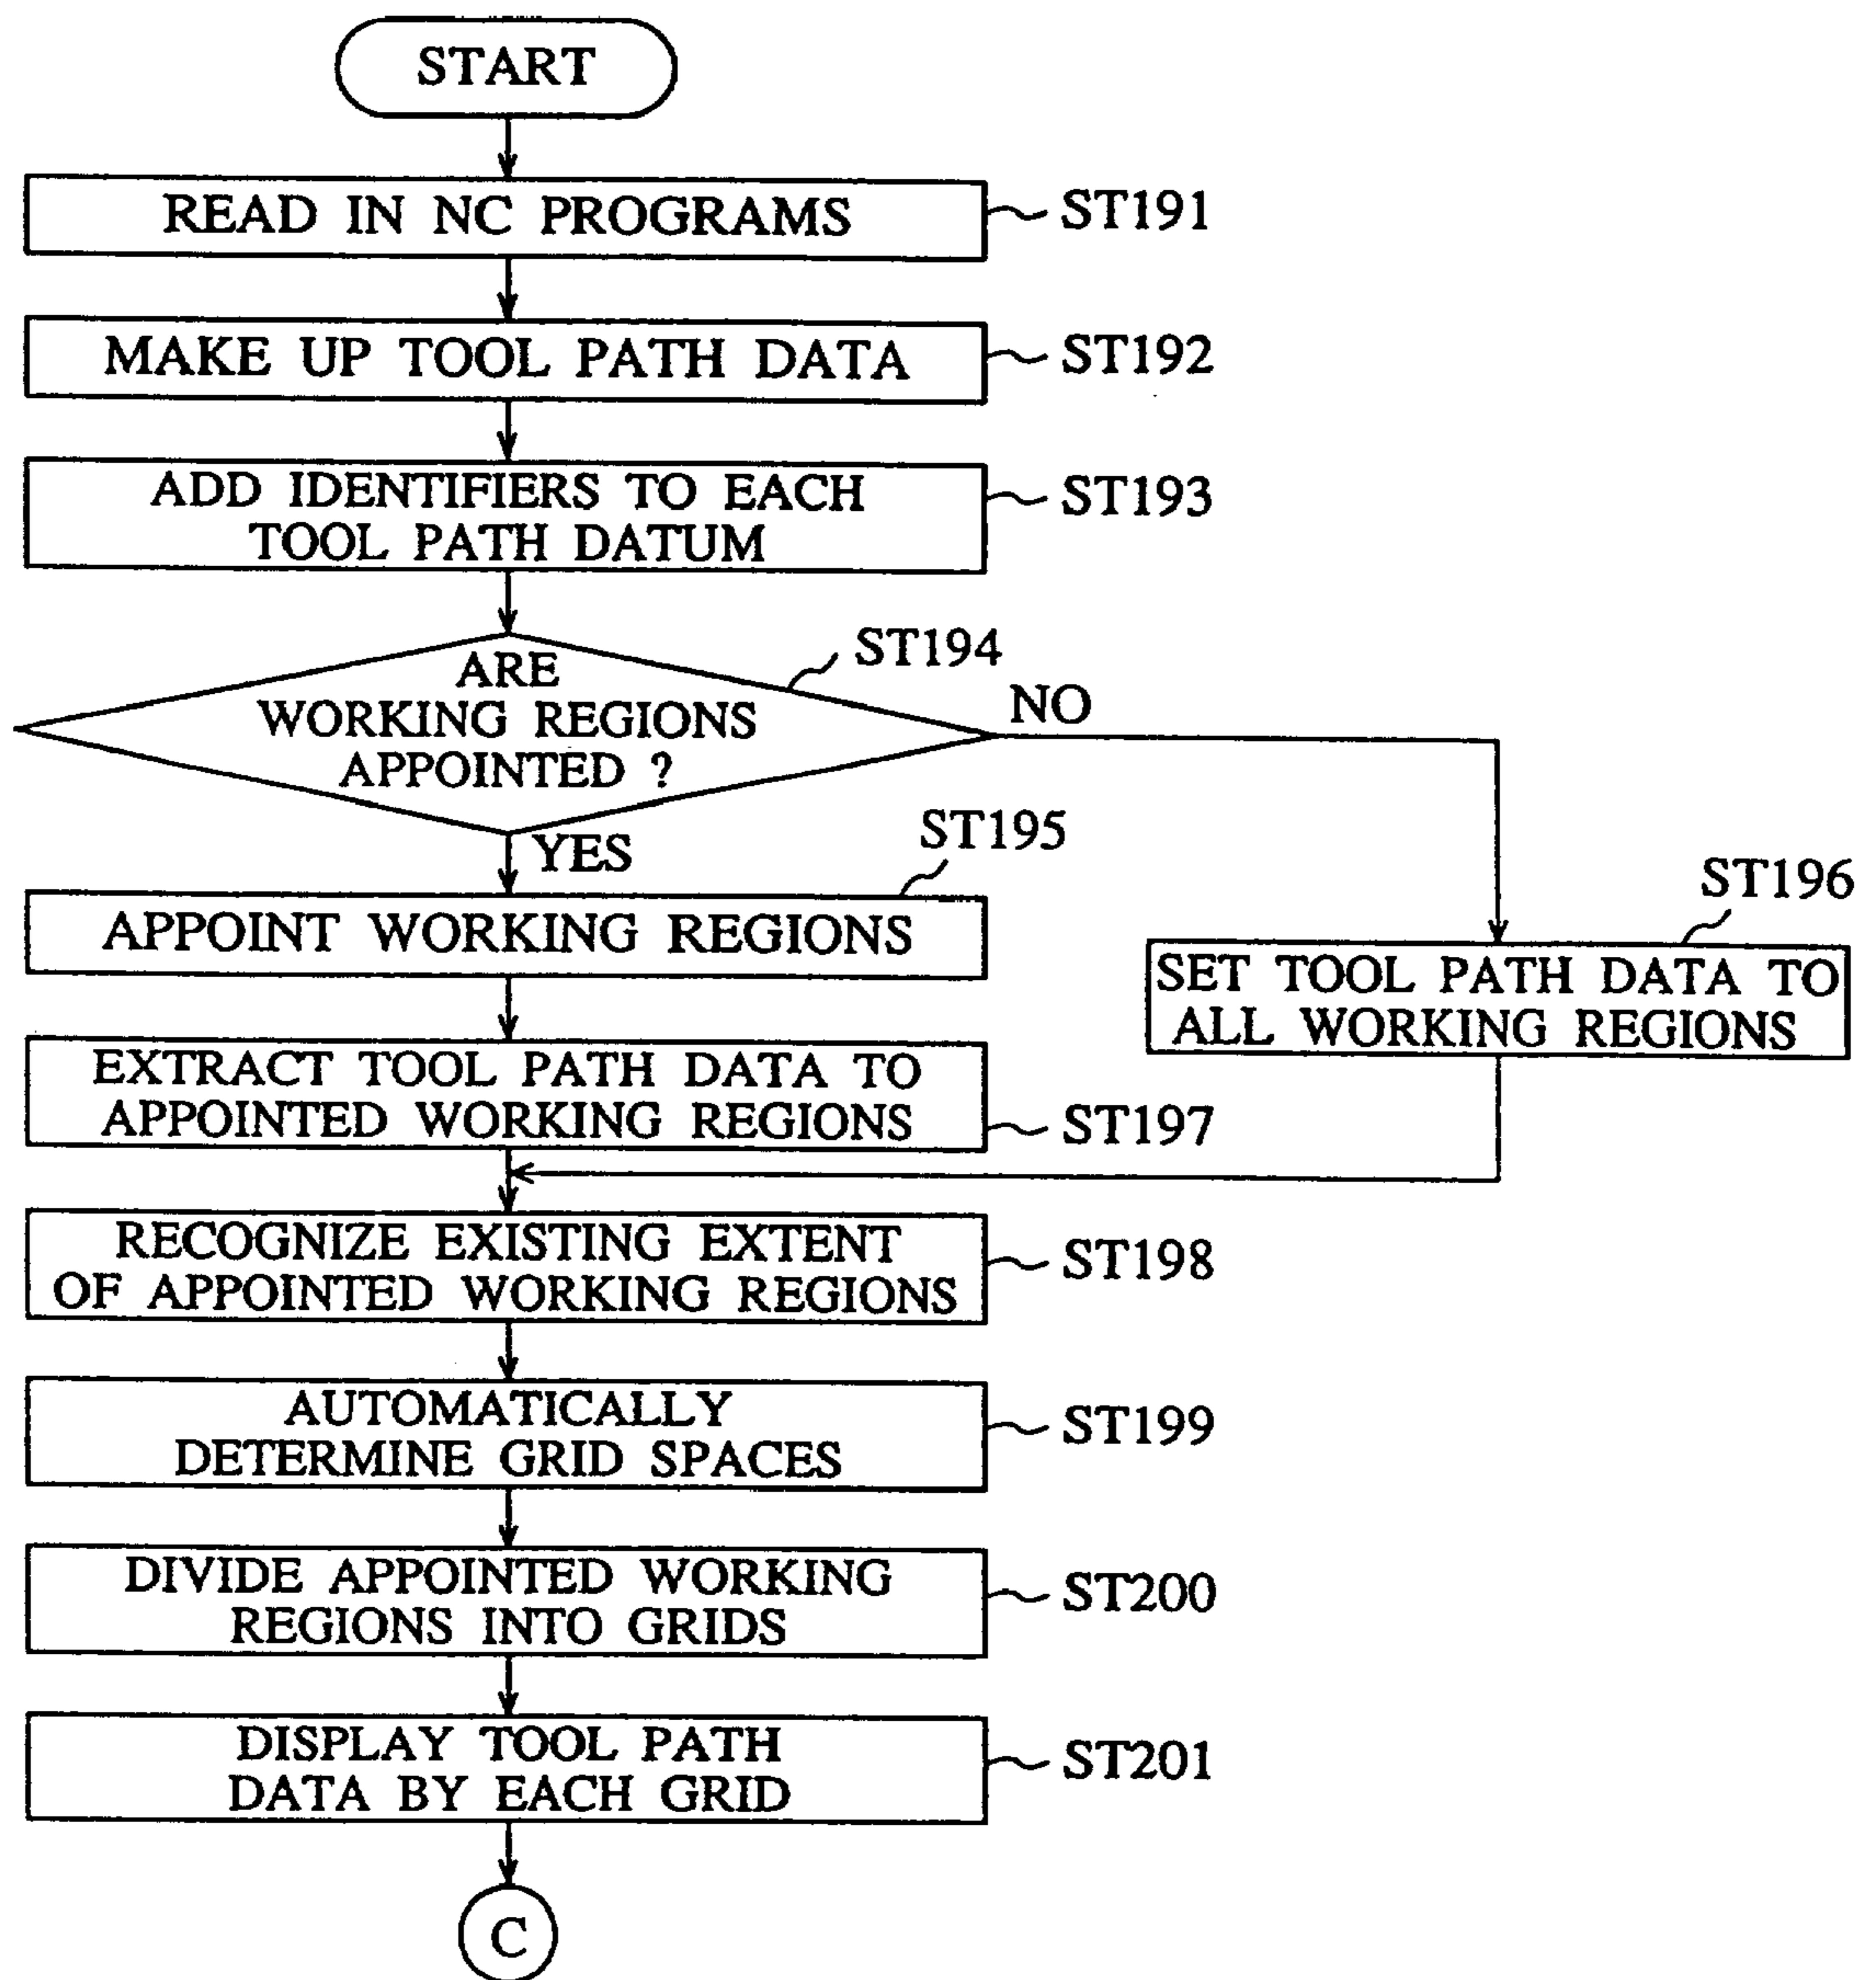 START
READ IN NC PROGRAMS
ST191
MAKE UP TOOL PATH DATA
ST192
ADD IDENTIFIERS TO EACH
TOOL PATH DATUM
ST193
ARE
WORKING REGIONS
APPOINTED ?
ST194
NO
YES
ST195
APPOINT WORKING REGIONS
ST196
SET TOOL PATH DATA TO
ALL WORKING REGIONS
EXTRACT TOOL PATH DATA TO
APPOINTED WORKING REGIONS
ST197
RECOGNIZE EXISTING EXTENT
OF APPOINTED WORKING REGIONS
ST198
AUTOMATICALLY
DETERMINE GRID SPACES
ST199
DIVIDE APPOINTED WORKING
REGIONS INTO GRIDS
ST200
DISPLAY TOOL PATH
DATA BY EACH GRID
ST201
C